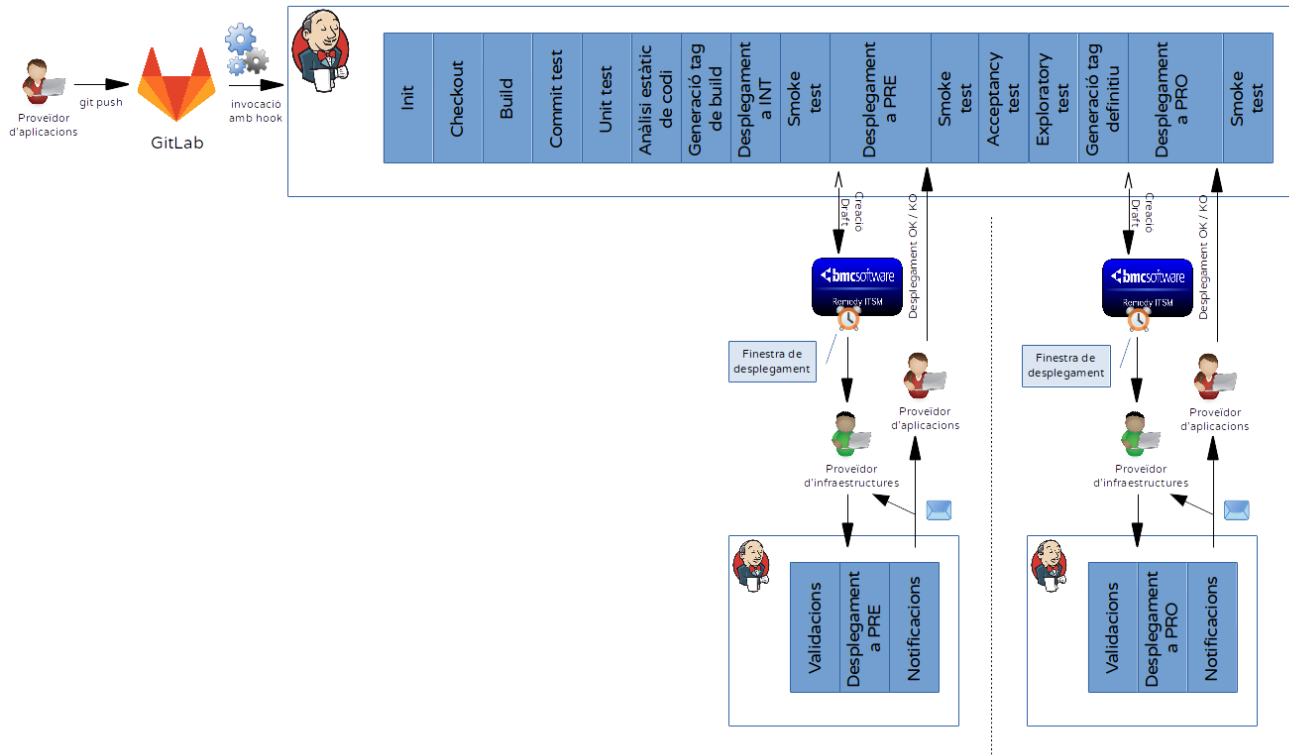 Proveïdor
d'aplicacions
git push
GitLab
invocació
amb hook
Init
Checkout
Build
Commit test
Unit test
Anàlisi estàtic
de codi
Generació tag
de build
Desplegament
a INT
Smoke
test
Desplegament
a PRE
Smoke
test
Acceptancy
test
Exploratory
test
Generació tag
definitiu
Desplegament
a PRO
Smoke
test
Creació
Draft
Desplegament OK / KO
bmcsoftware
Remedy ITSM
Finestra de
desplegament
Proveïdor
d'aplicacions
Proveïdor
d'infraestructures
Validacions
Desplegament
a PRE
Notificacions
Creació
Draft
Desplegament OK / KO
bmcsoftware
Remedy ITSM
Finestra de
desplegament
Proveïdor
d'aplicacions
Proveïdor
d'infraestructures
Validacions
Desplegament
a PRO
Notificacions